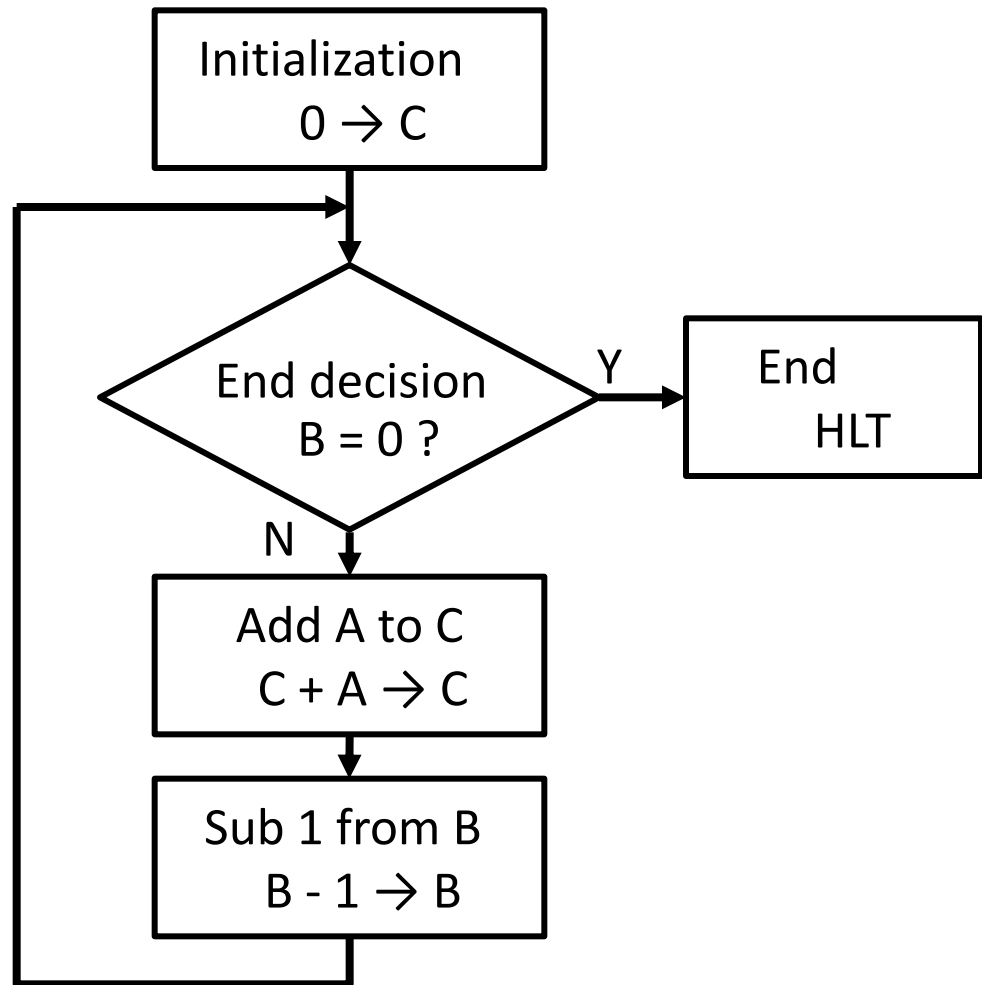 Initialization
0 → C
End decision
B = 0 ?
Y
End
HLT
N
Add A to C
C + A → C
Sub 1 from B
B - 1 → B